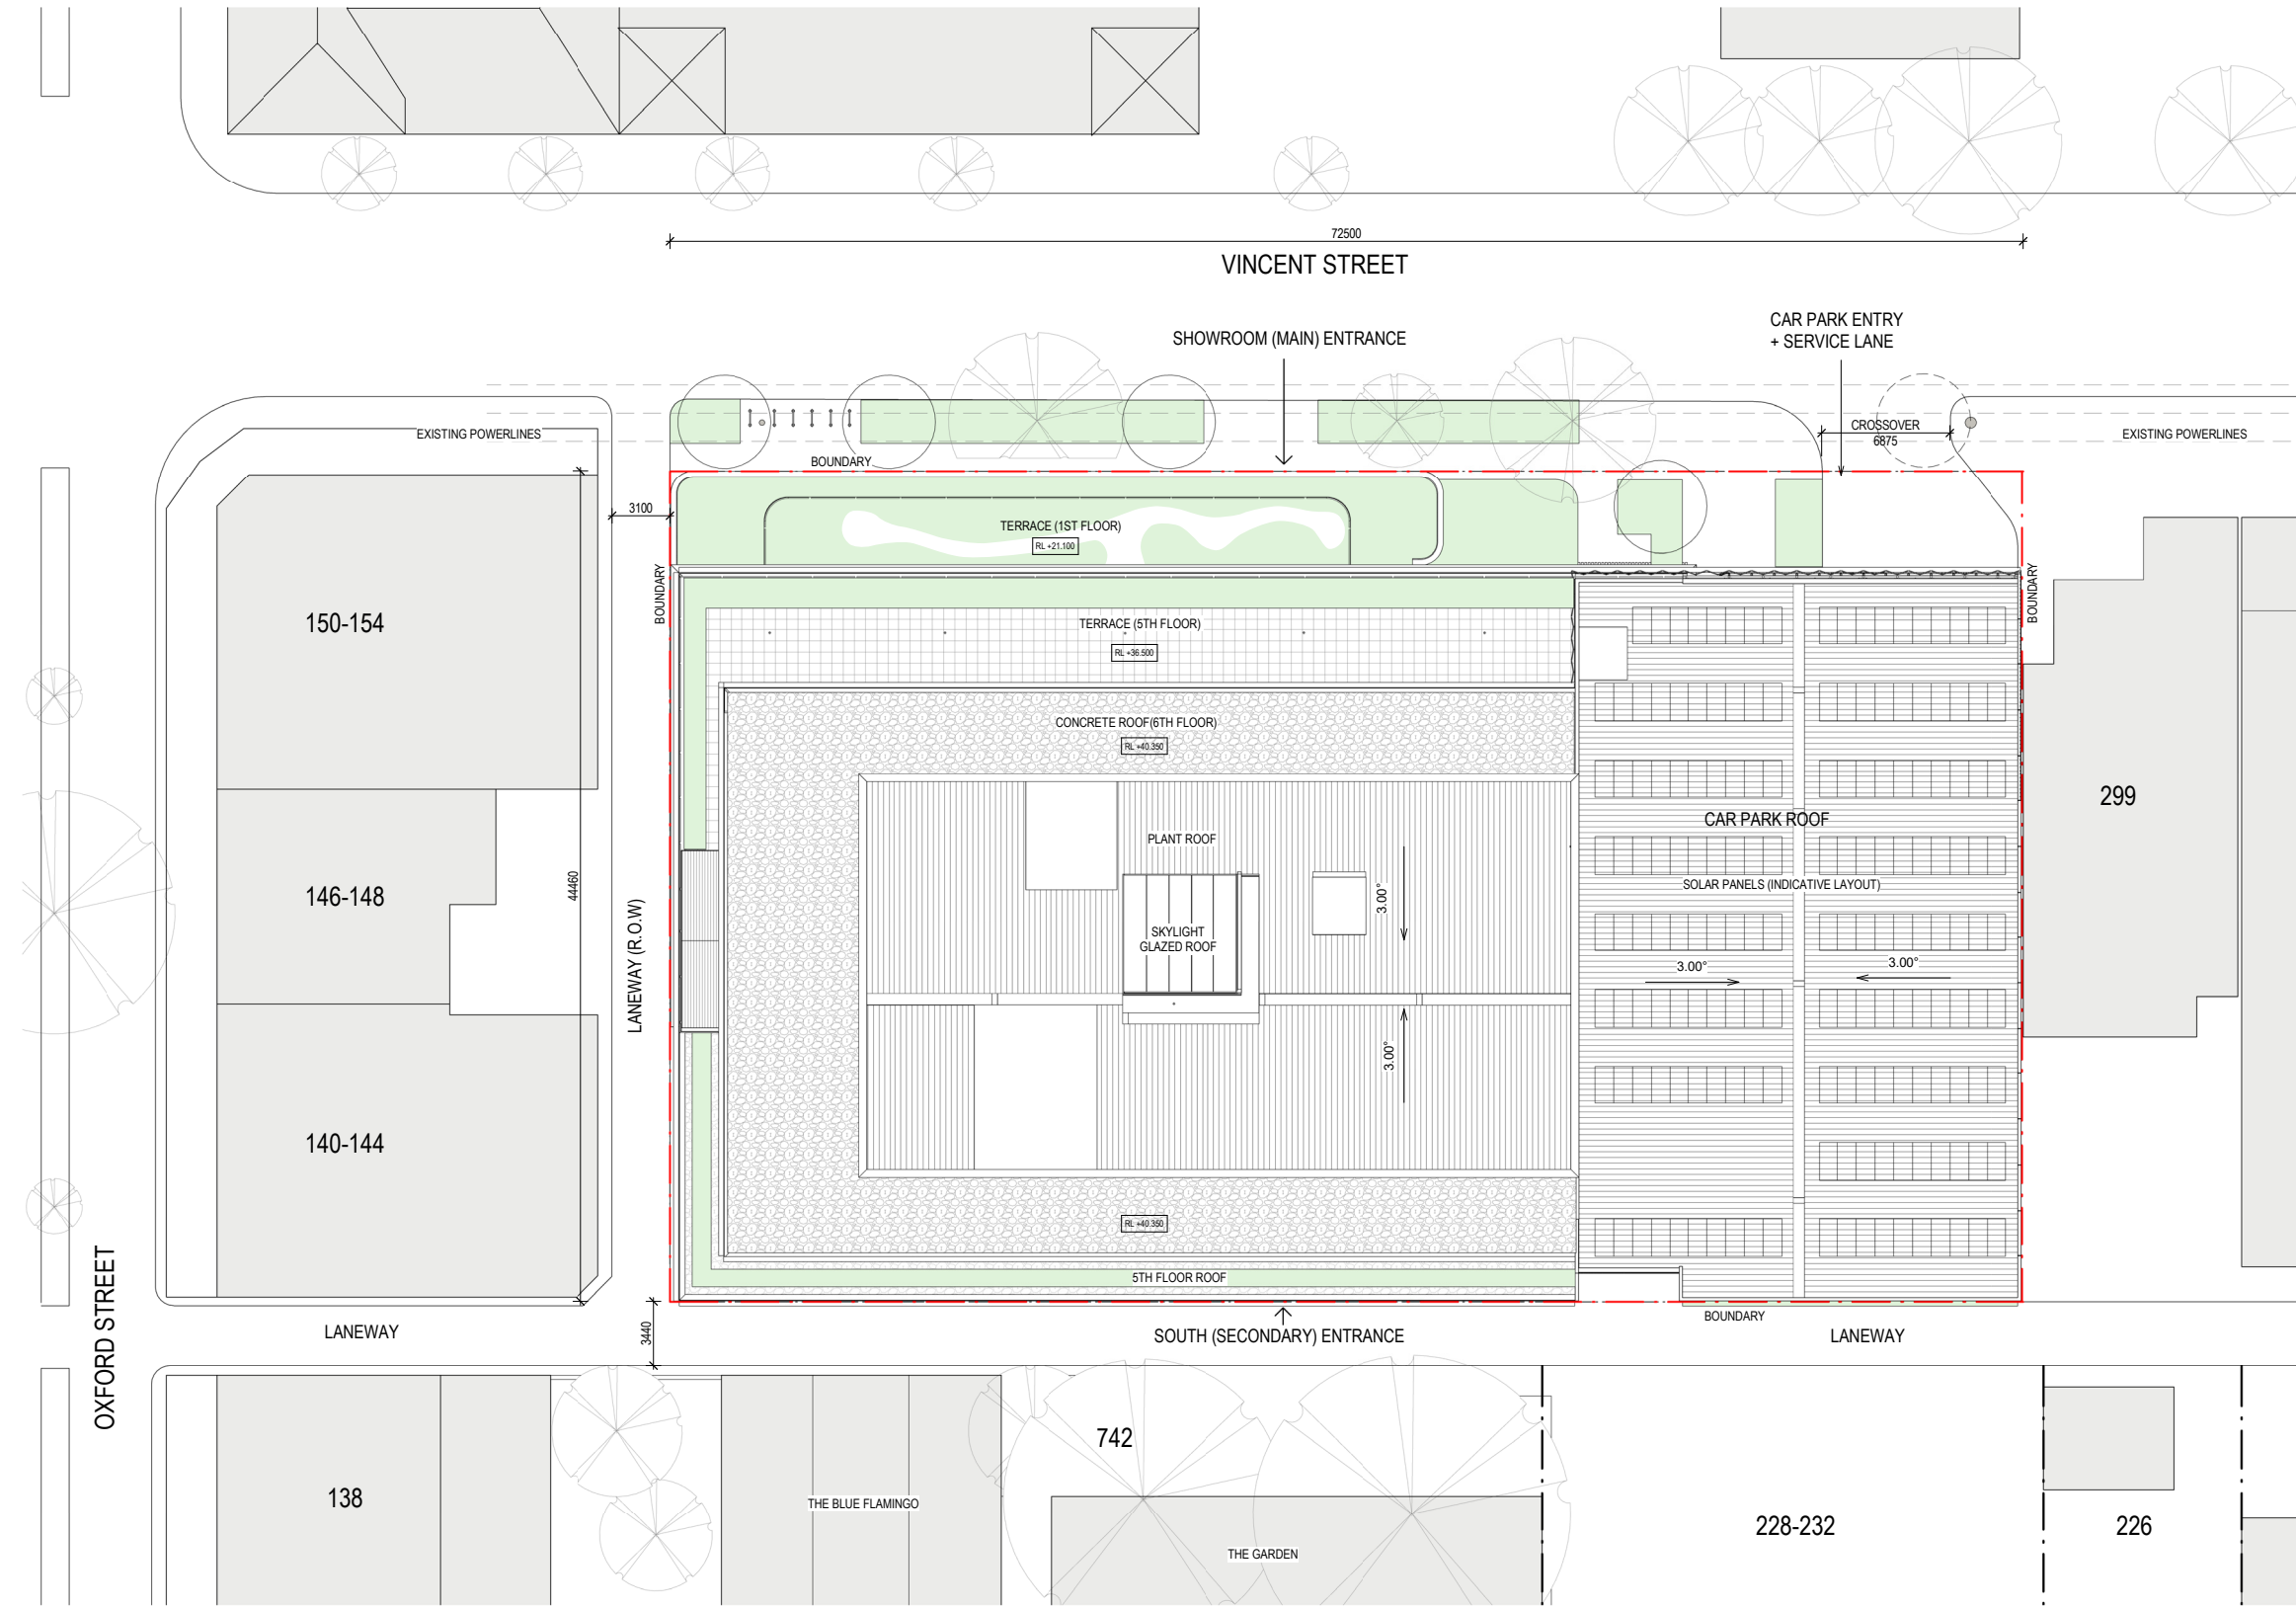 72500
VINCENT STREET
CAR PARK ENTRY
+ SERVICE LANE
SHOWROOM (MAIN) ENTRANCE
CROSSOVER
6875
EXISTING POWERLINES
EXISTING POWERLINES
BOUNDARY
3100
TERRACE (1ST FLOOR)
RL +21.100
BOUNDARY
BOUNDARY
150-154
TERRACE (5TH FLOOR)
RL +36.500
CONCRETE ROOF(6TH FLOOR)
RL +40.350
299
CAR PARK ROOF
PLANT ROOF
SOLAR PANELS (INDICATIVE LAYOUT)
146-148
44460
3.00°
SKYLIGHT
GLAZED ROOF
LANEWAY (R.O.W)
3.00°
3.00°
3.00°
140-144
RL +40.350
5TH FLOOR ROOF
OXFORD STREET
LANEWAY
3440
SOUTH (SECONDARY) ENTRANCE
BOUNDARY
LANEWAY
742
138
THE BLUE FLAMINGO
THE GARDEN
228-232
226